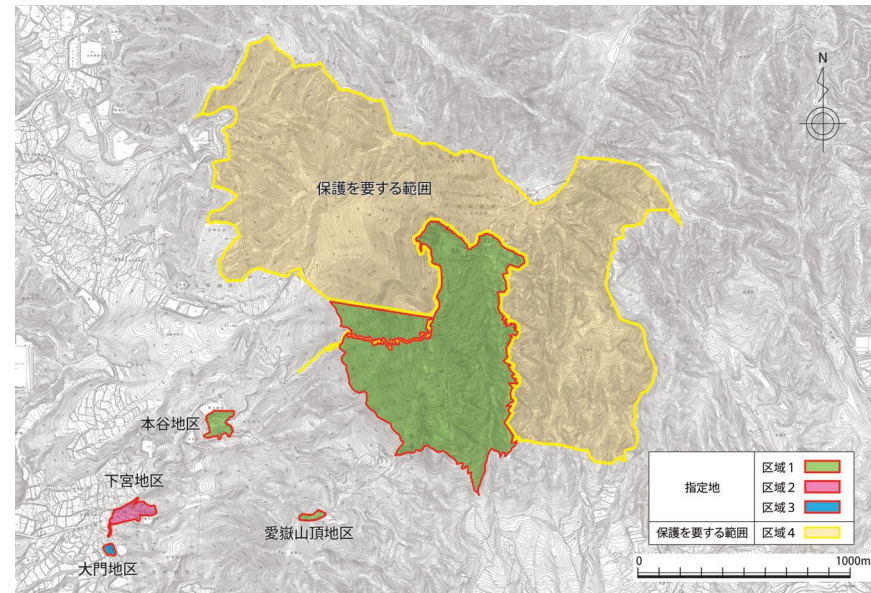 N
保護を要する範囲
本谷地区
下宮地区
愛嶽山頂地区
大門地区
指定地
区域1
区域2
区域3
保護を要する範囲
区域4
0
1000m